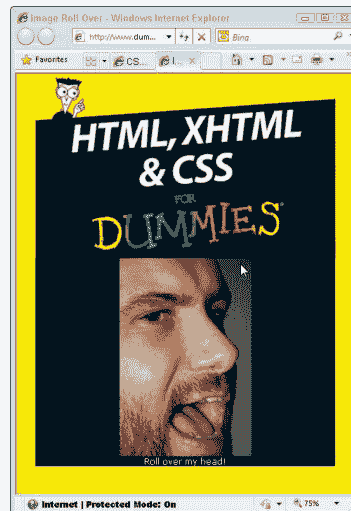 Image Roll Over - Windows Internet Explorer
http://www.dum
Bing
Favorites
CS...
I...
HTML, XHTML
& CSS
FOR
DUMMIES
Roll over my head!
Internet | Protected Mode: On
75%